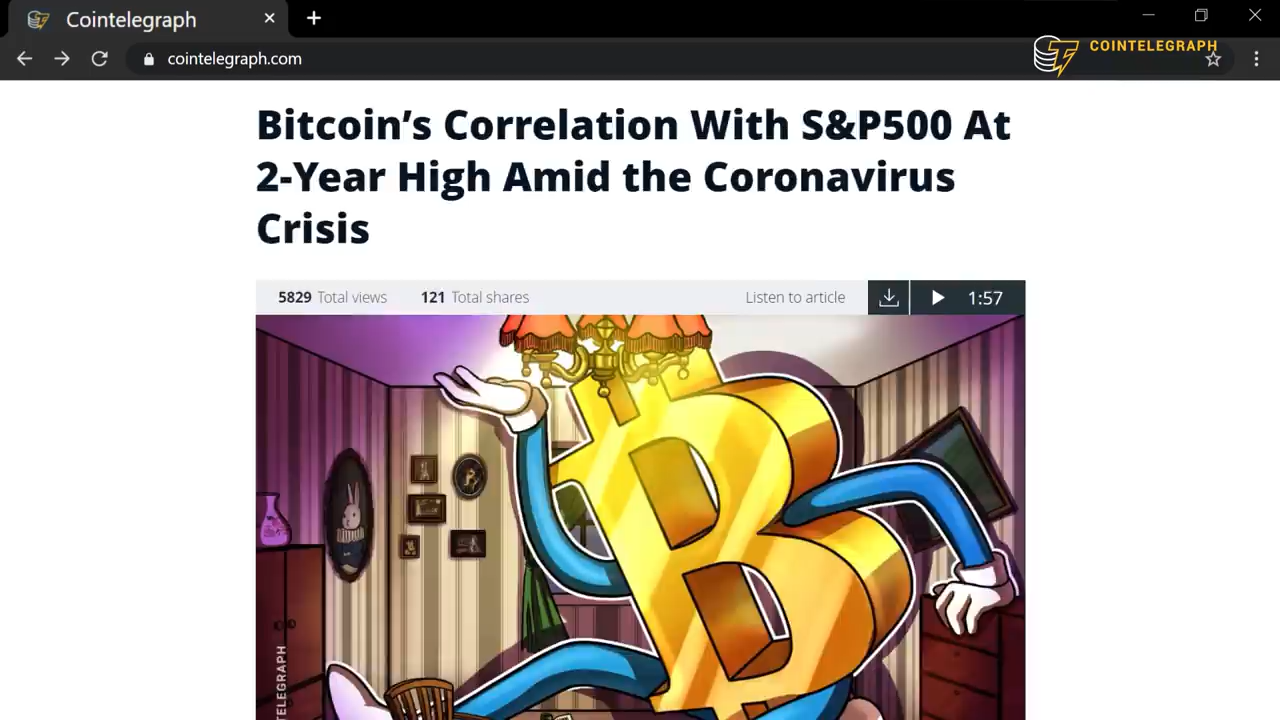 Cointelegraph
cointelegraph.com
COINTELEGRAPH
Bitcoin’s Correlation With S&P500 At
2-Year High Amid the Coronavirus
Crisis
5829 Total views 121 Total shares Listen to article 1:57
TELEGRAPH